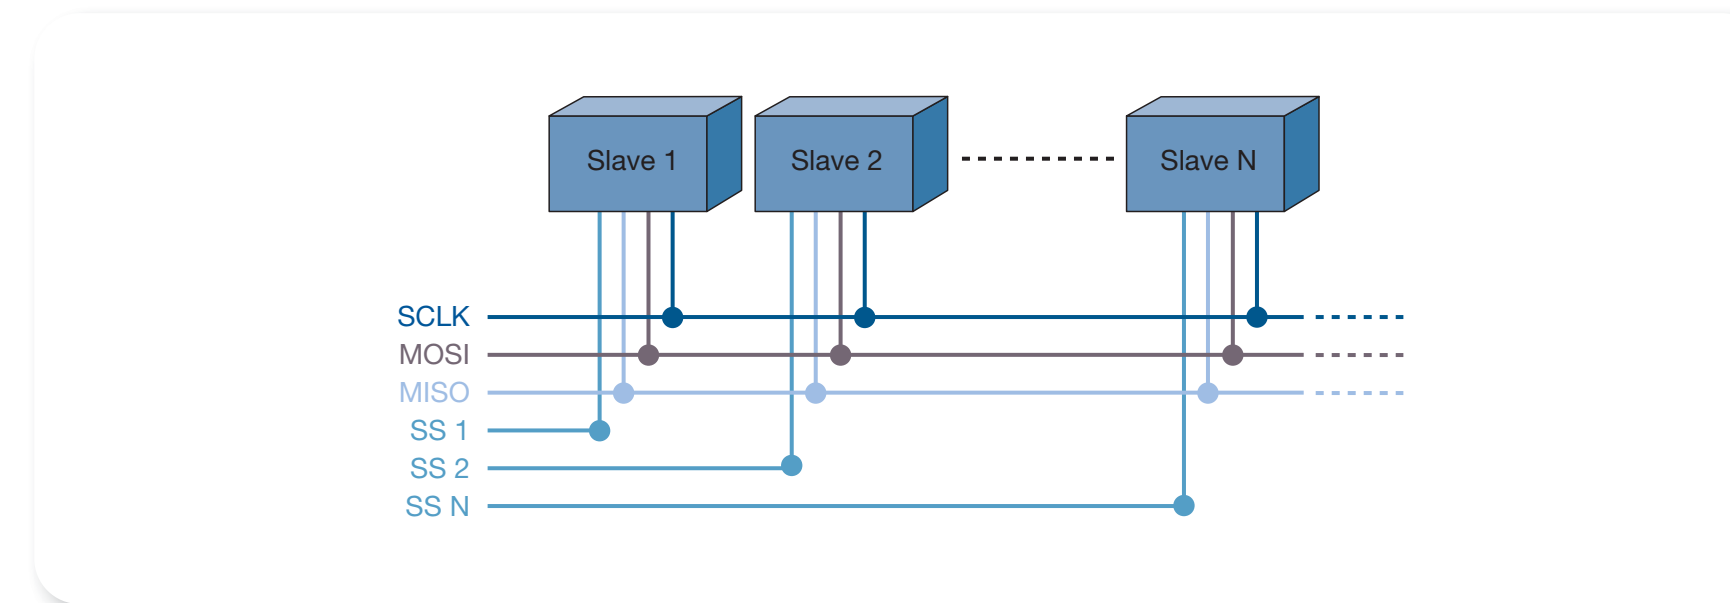 Slave 1
Slave 2
Slave N
SCLK
MOSI
MISO
SS 1
SS 2
SS N